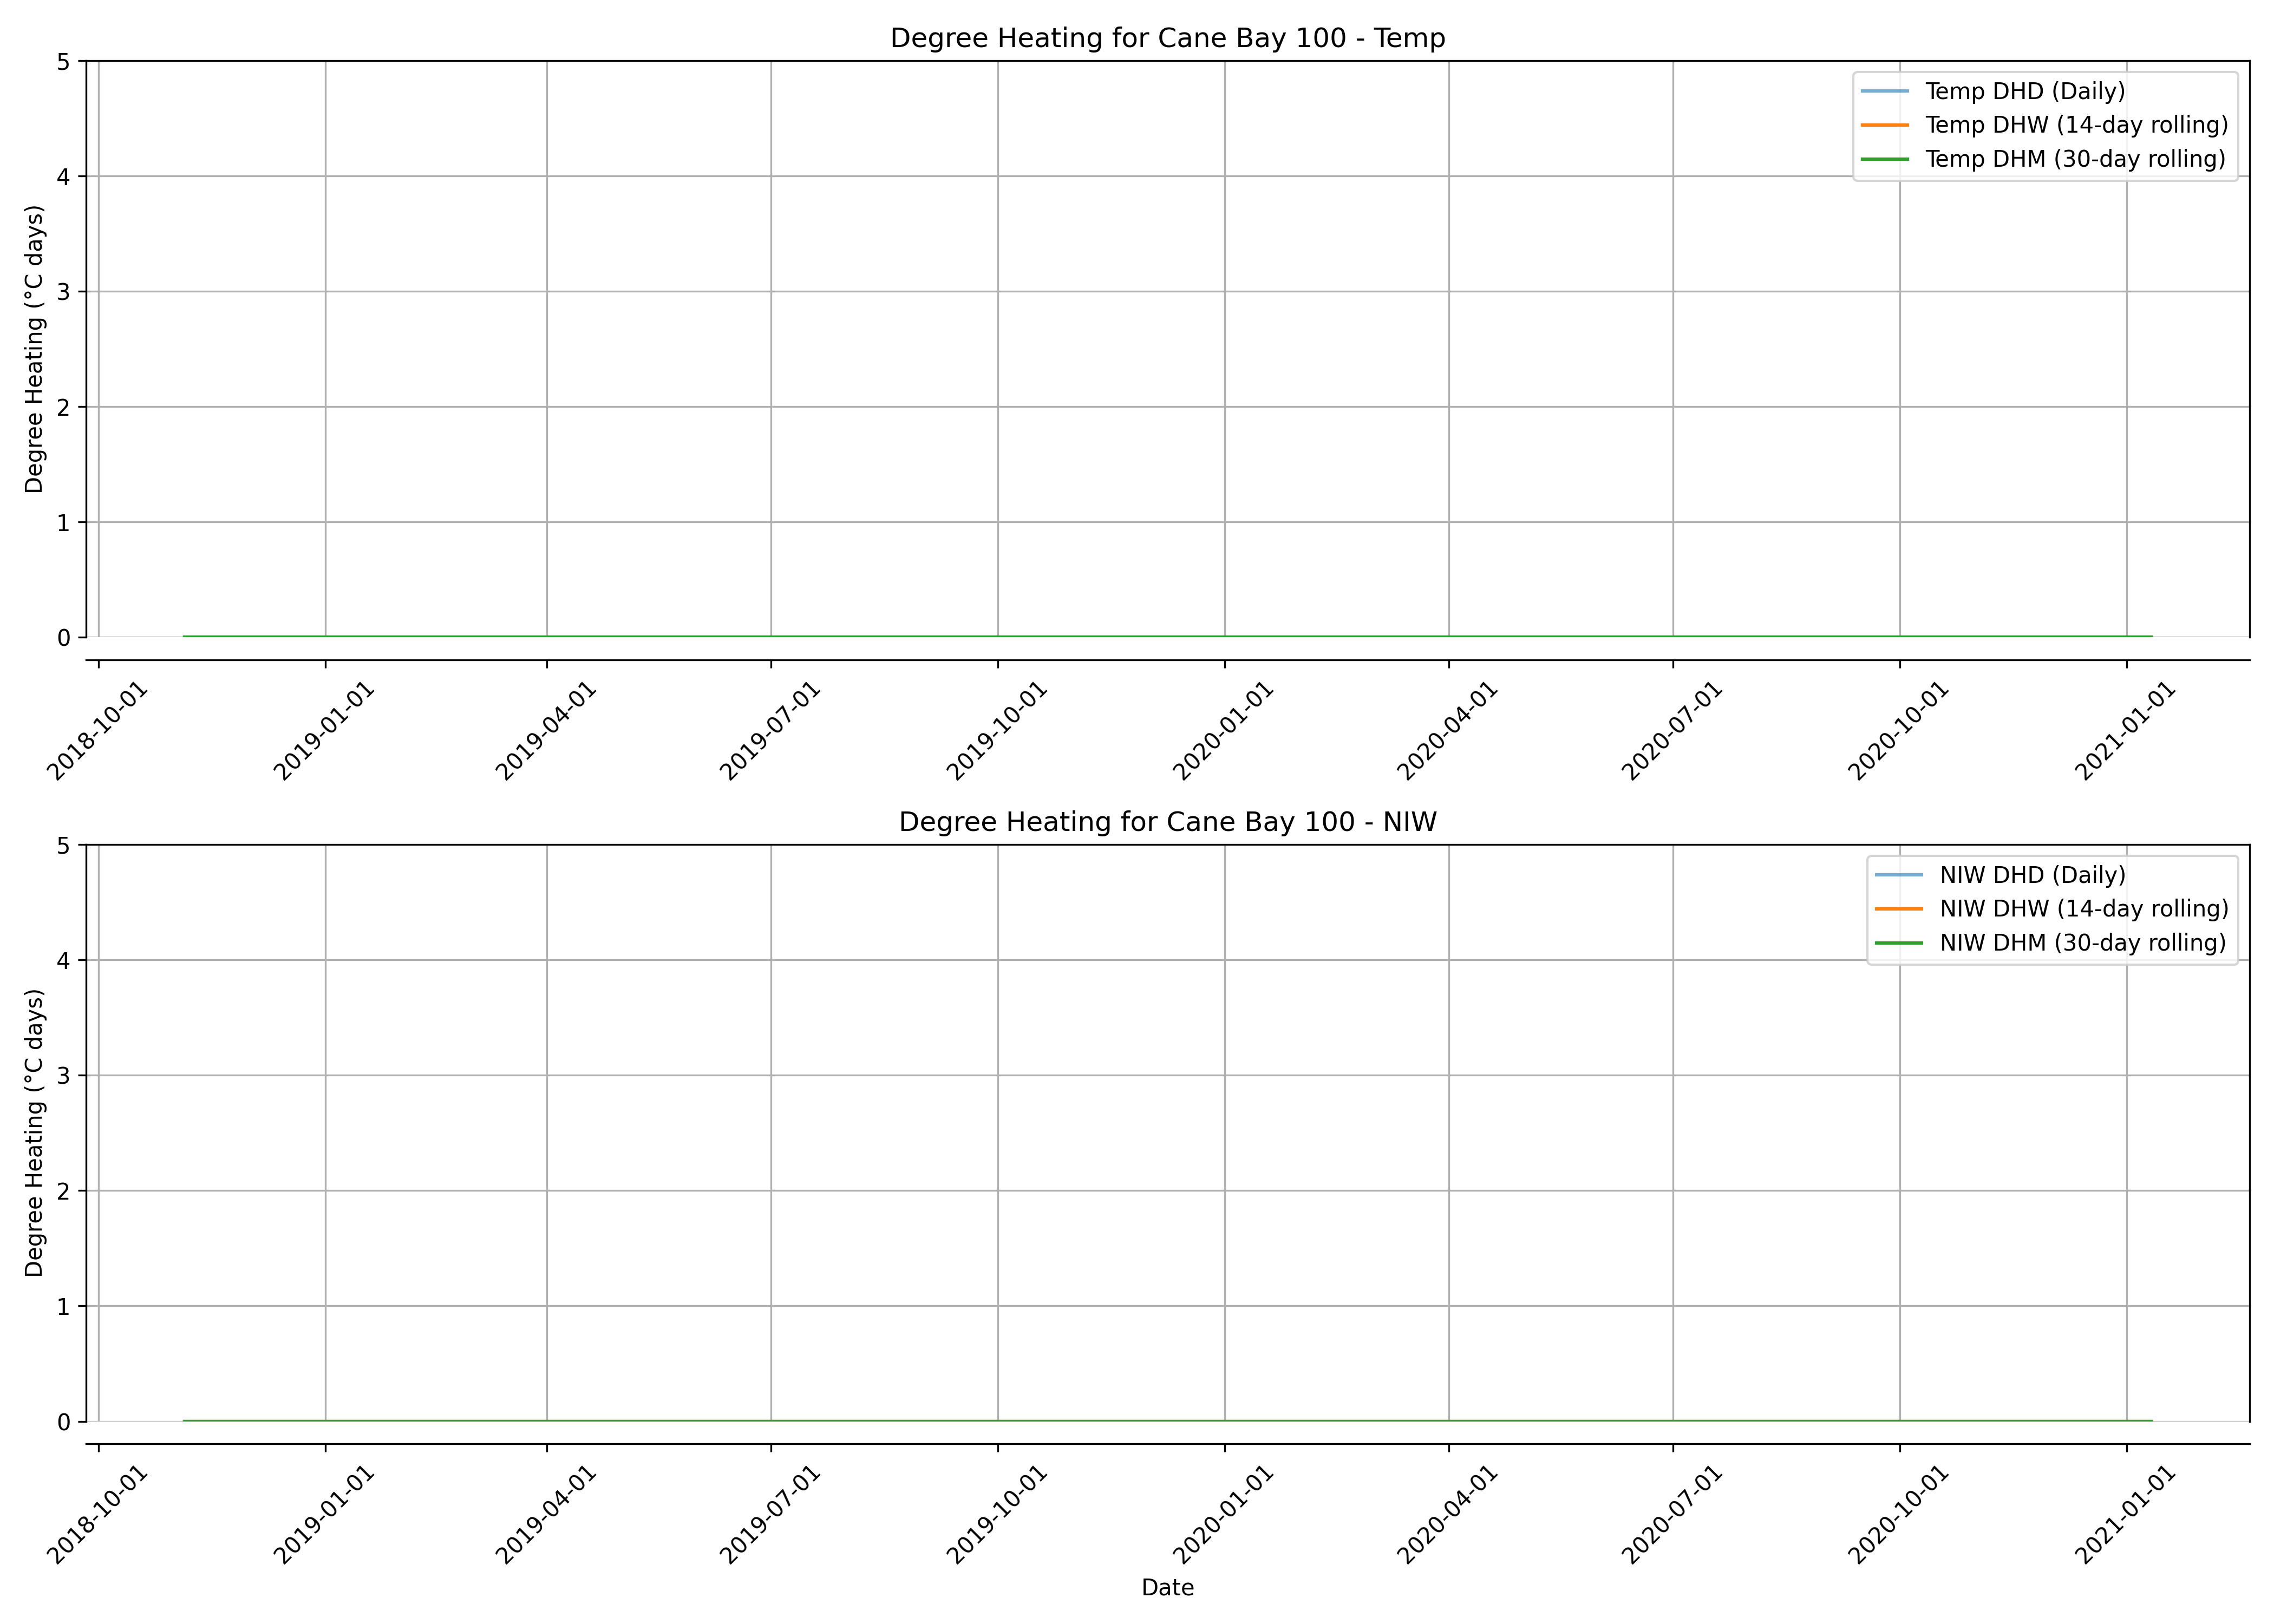 Degree Heating for Cane Bay 100 - Temp
Degree Heating (°C days)
5
4
3
2
1
0
Temp DHD (Daily)
Temp DHW (14-day rolling)
Temp DHM (30-day rolling)
2018-10-01
2019-01-01
2019-04-01
2019-07-01
2019-10-01
2020-01-01
2020-04-01
2020-07-01
2020-10-01
2021-01-01
Degree Heating for Cane Bay 100 - NIW
Degree Heating (°C days)
5
4
3
2
1
0
NIW DHD (Daily)
NIW DHW (14-day rolling)
NIW DHM (30-day rolling)
2018-10-01
2019-01-01
2019-04-01
2019-07-01
2019-10-01
2020-01-01
2020-04-01
2020-07-01
2020-10-01
2021-01-01
Date